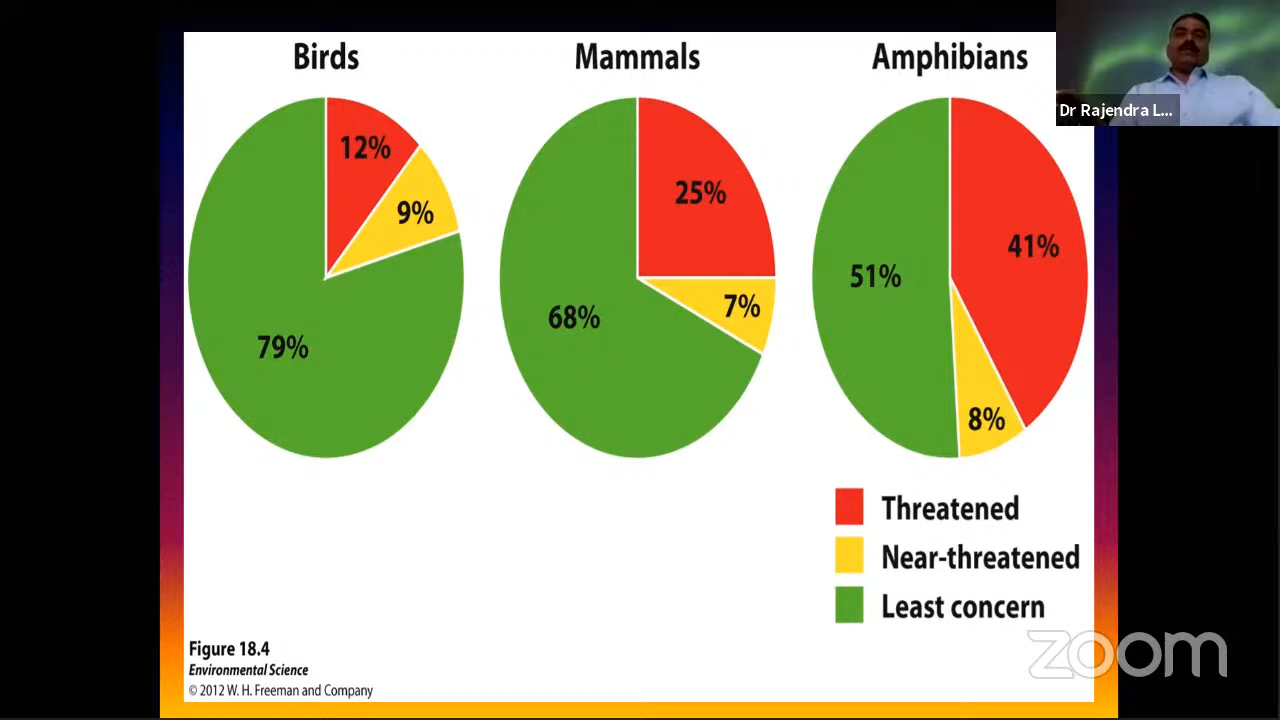 Birds
Mammals
Amphibians
Dr Rajendra L...
12%
9%
79%
25%
7%
68%
41%
8%
51%
Threatened
Near-threatened
Least concern
Figure 18.4
Environmental Science
© 2012 W. H. Freeman and Company
zoom